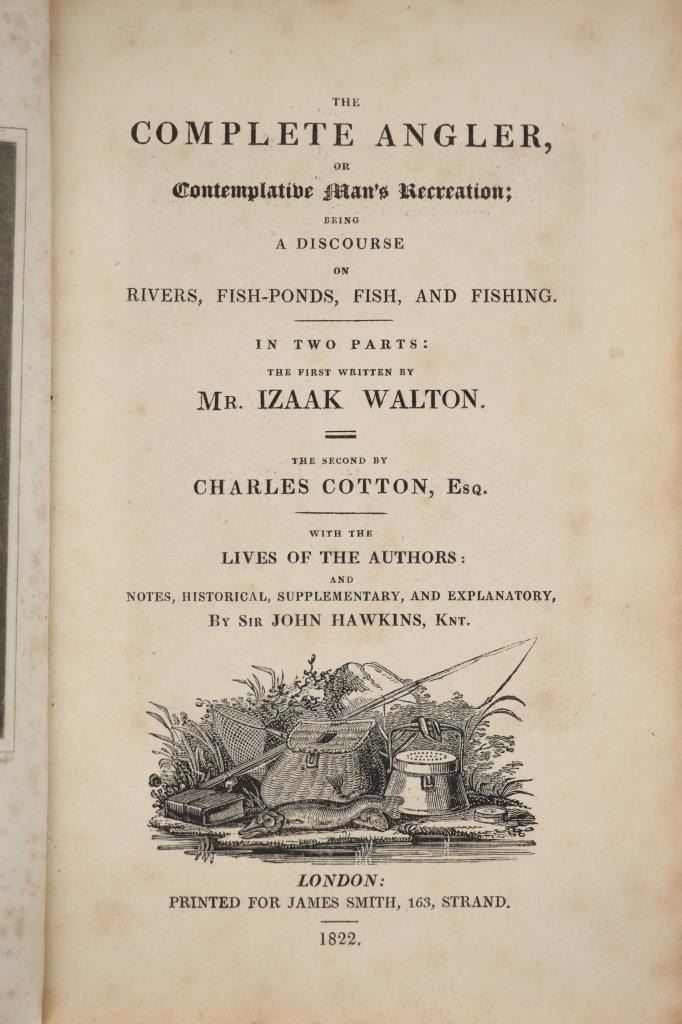 THE
COMPLETE ANGLER,
OR
Contemplative Man's Recreation;
BEING
A DISCOURSE
ON
RIVERS, FISH-PONDS, FISH, AND FISHING.
IN TWO PARTS:
THE FIRST WRITTEN BY
MR. IZAAK WALTON.
THE SECOND BY
CHARLES COTTON, ESQ.
WITH THE
LIVES OF THE AUTHORS:
AND
NOTES, HISTORICAL, SUPPLEMENTARY, AND EXPLANATORY,
BY SIR JOHN HAWKINS, KNT.
LONDON:
PRINTED FOR JAMES SMITH, 163, STRAND.
1822.